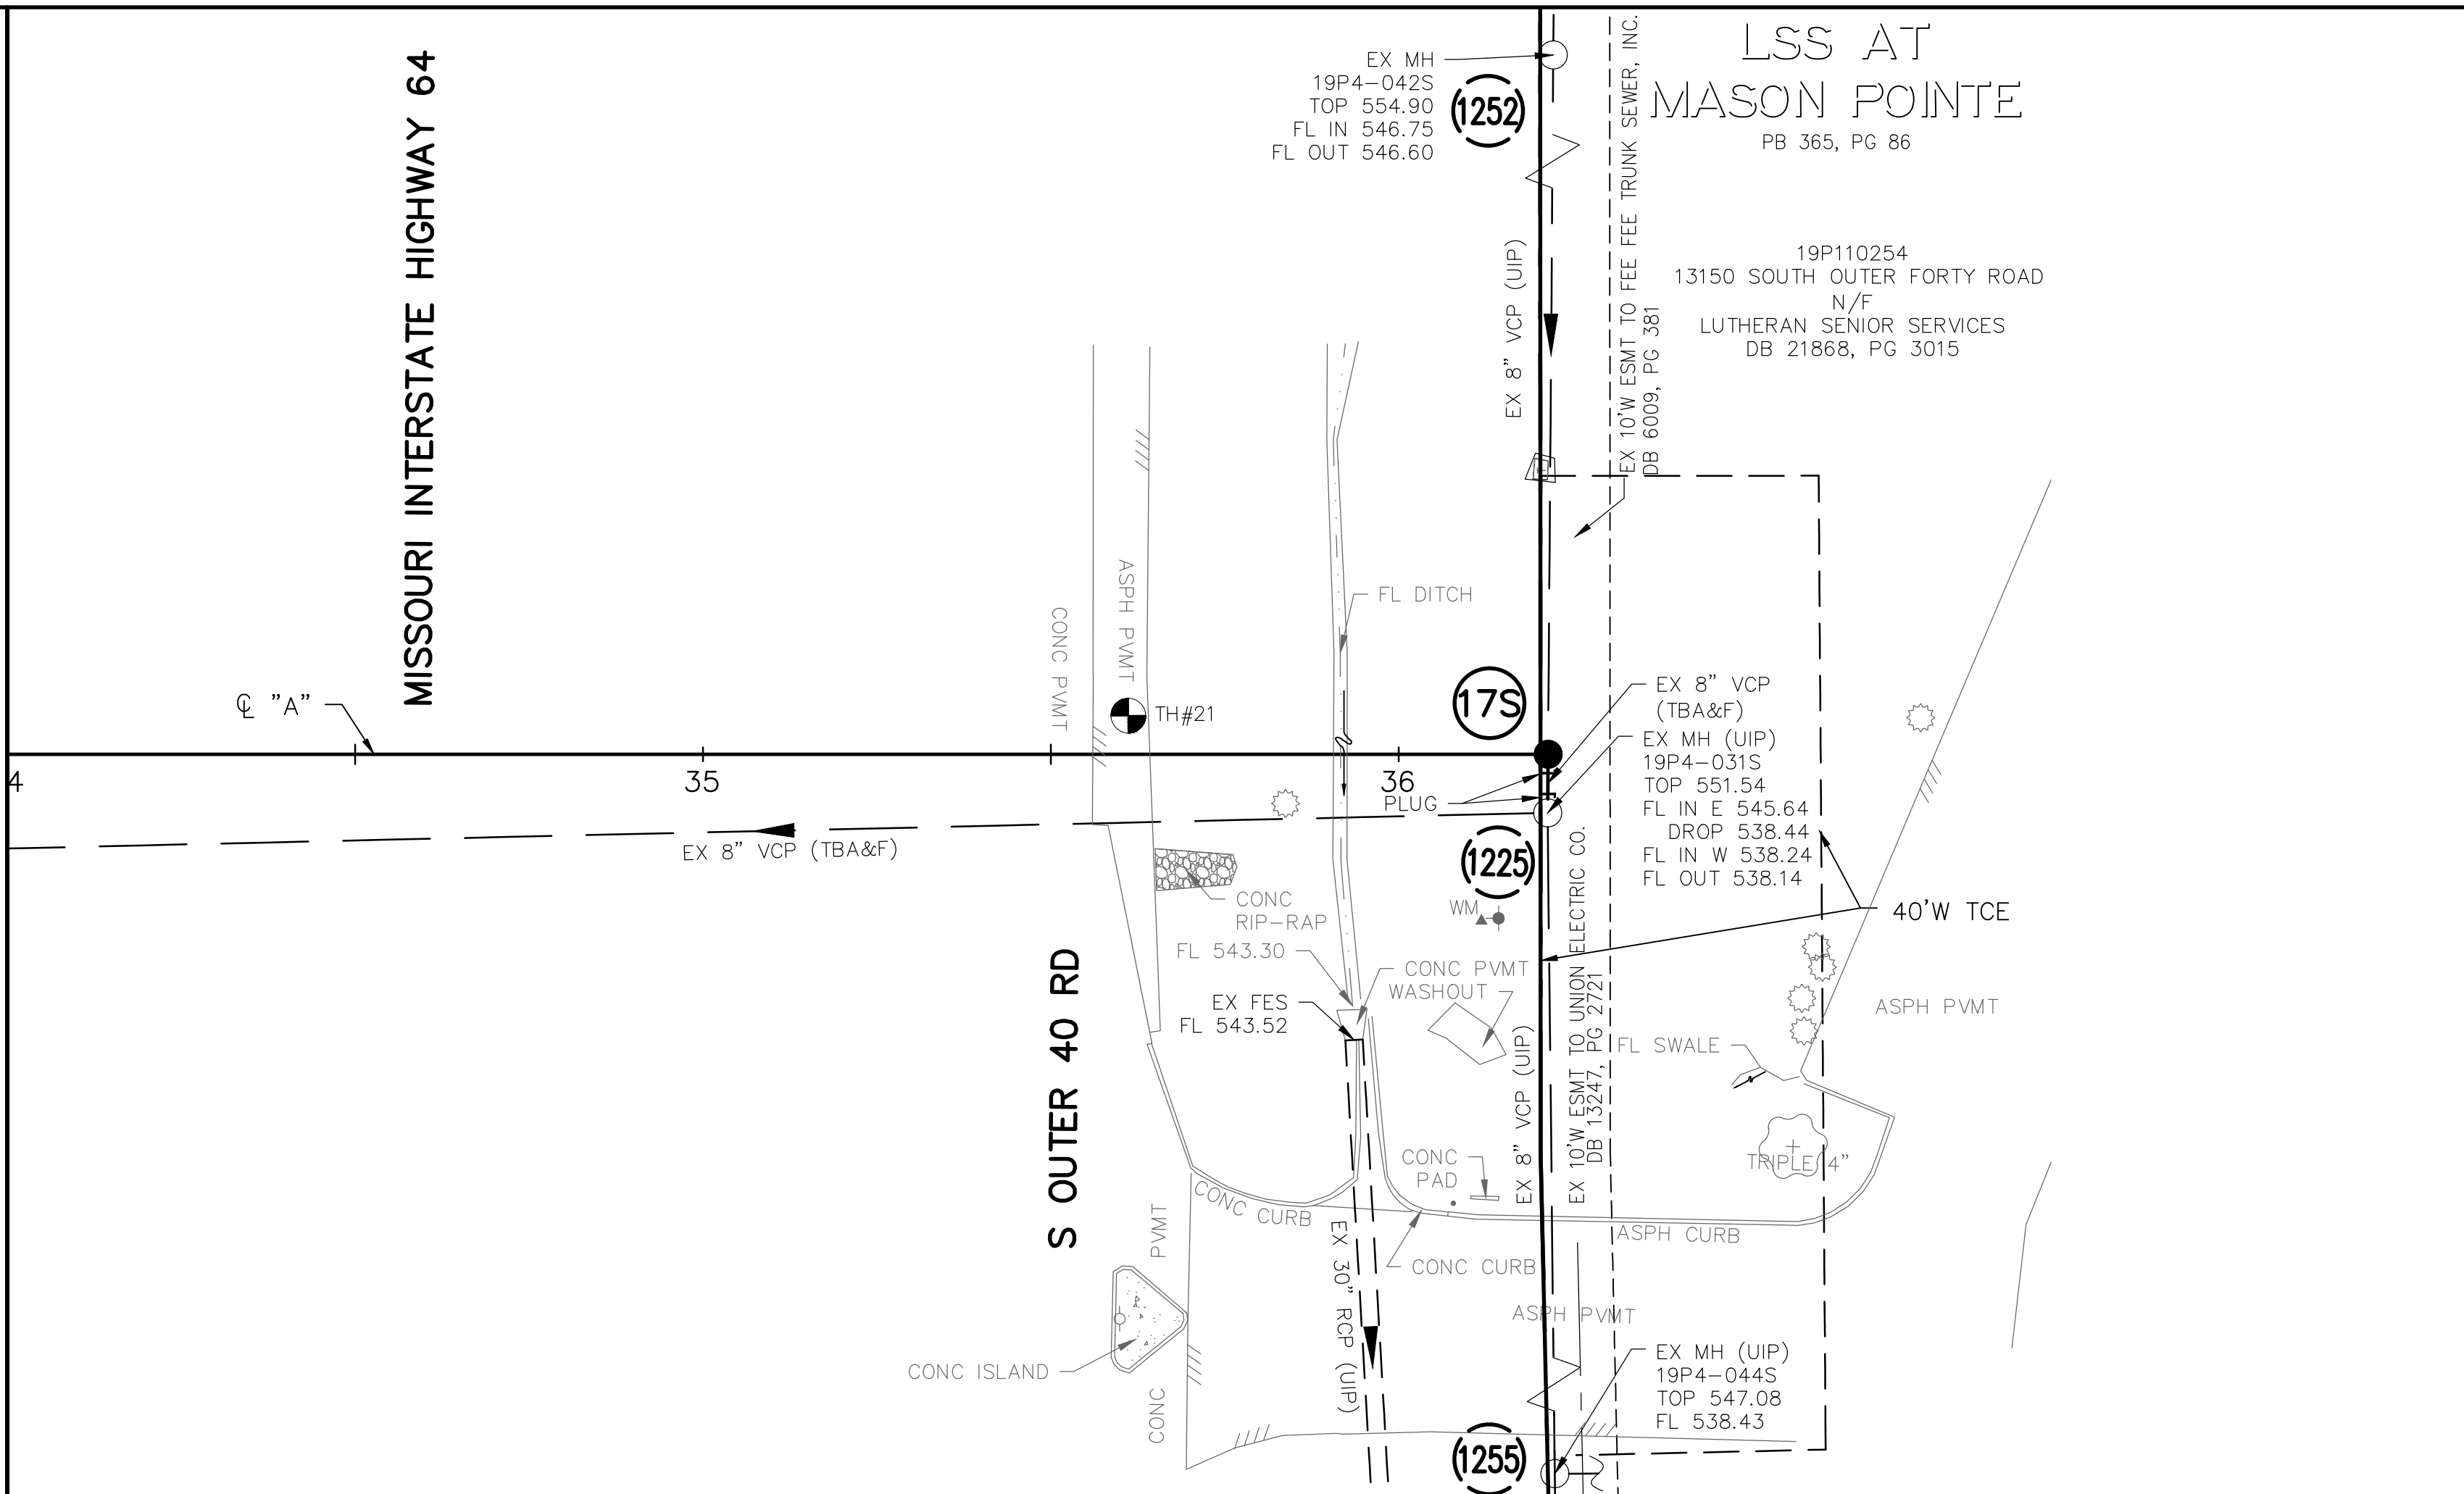 MISSOURI INTERSTATE HIGHWAY 64
EX MH
19P4-042S
TOP 554.90
FL IN 546.75
FL OUT 546.60
1252
LSS AT
MASON POINTE
PB 365, PG 86
19P110254
13150 SOUTH OUTER FORTY ROAD
N/F
LUTHERAN SENIOR SERVICES
DB 21868, PG 3015
EX 10'W ESMT TO FEE FEE TRUNK SEWER, INC.
DB 6009, PG 381
EX 8" VCP (UIP)
ASPH PVMT
CONC PVMT
FL DITCH
TH#21
17S
℄ "A"
4
35
36
PLUG
EX 8" VCP
(TBA&F)
EX MH (UIP)
19P4-031S
TOP 551.54
FL IN E 545.64
DROP 538.44
FL IN W 538.24
FL OUT 538.14
EX 8" VCP (TBA&F)
1225
CONC
RIP-RAP
WM
40'W TCE
FL 543.30
CONC PVMT
WASHOUT
EX FES
FL 543.52
S OUTER 40 RD
EX 8" VCP (UIP)
EX 10'W ESMT TO UNION ELECTRIC CO.
DB 13247, PG 2721
ASPH PVMT
FL SWALE
TRIPLE 4"
CONC
PAD
CONC CURB
ASPH CURB
CONC PVMT
EX 30" RCP (UIP)
CONC CURB
ASPH PVMT
CONC ISLAND
EX MH (UIP)
19P4-044S
TOP 547.08
FL 538.43
1255